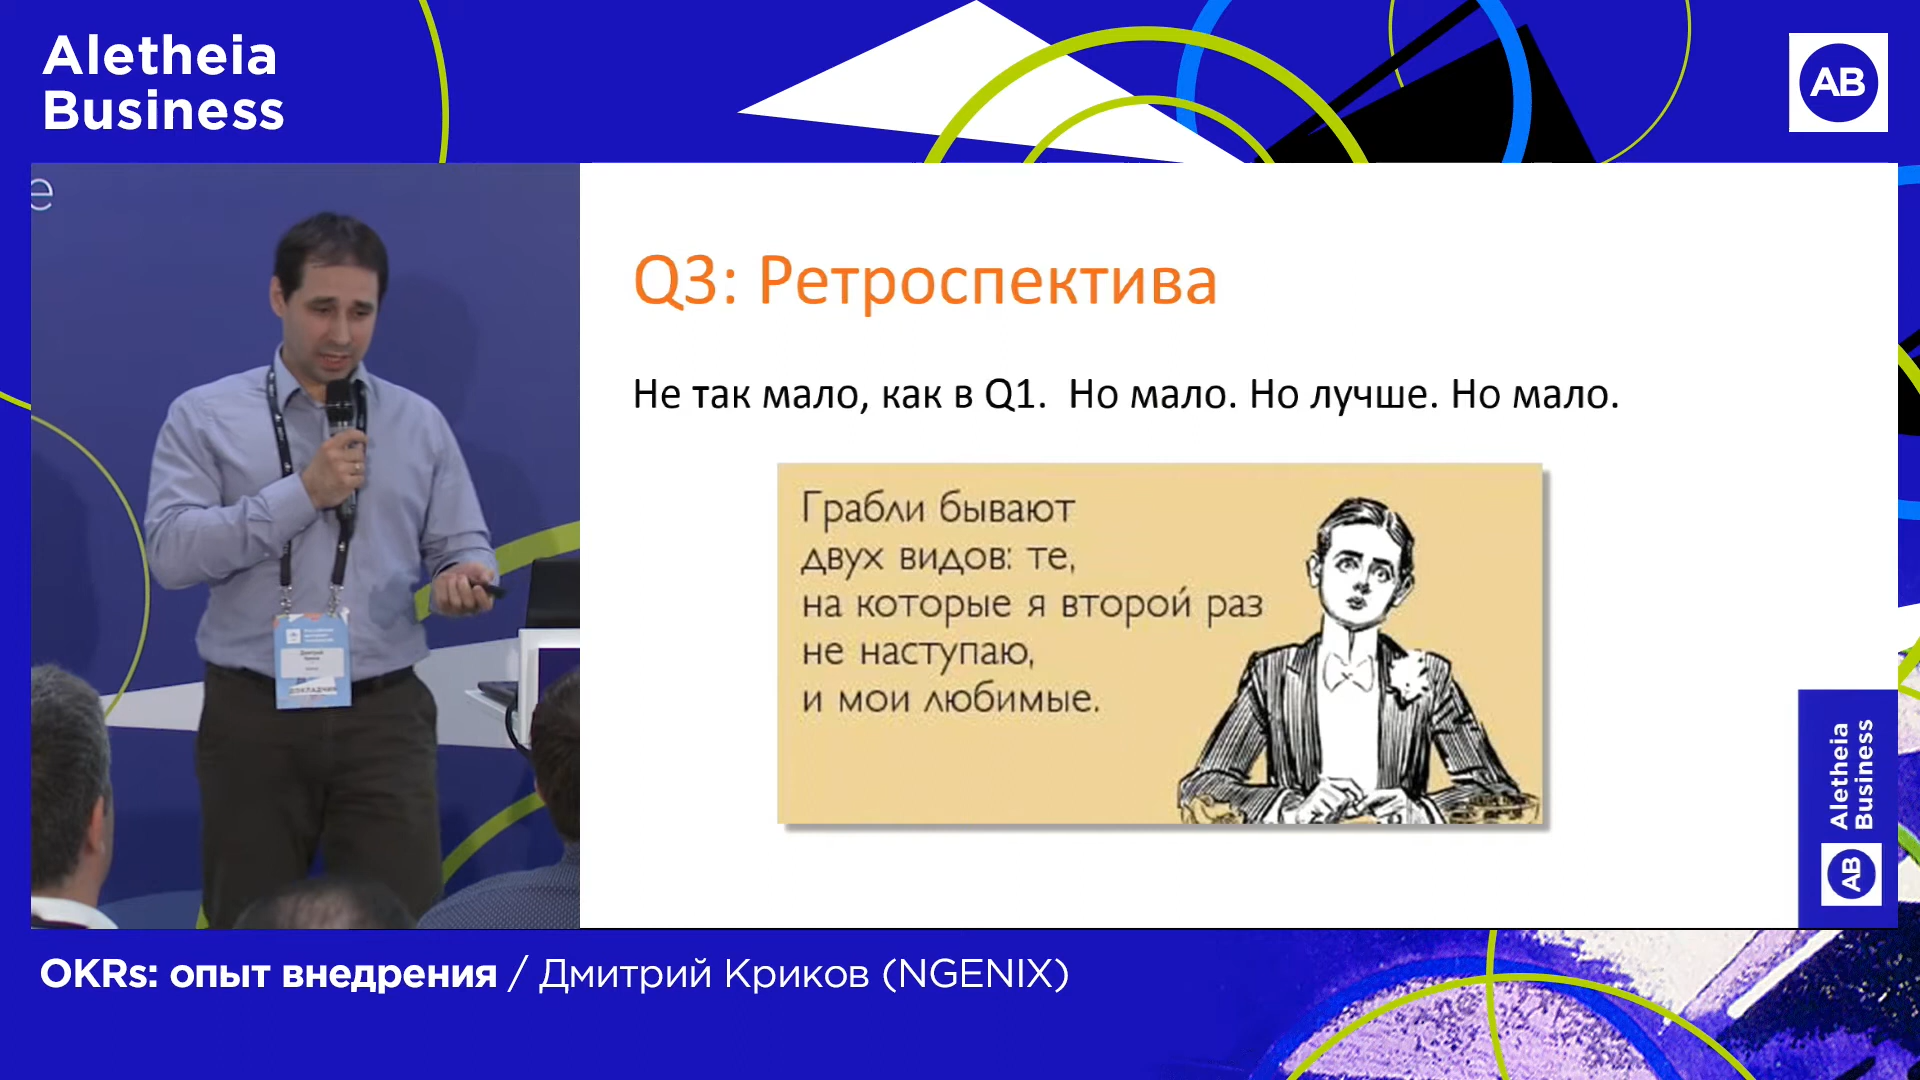 Aletheia
Business
AB
e
Q3: Ретроспектива
Не так мало, как в Q1. Но мало. Но лучше. Но мало.
Грабли бывают
двух видов: те,
на которые я второй раз
не наступаю,
и мои любимые.
Дмитрий
ДОКЛАДЧИК
Aletheia
Business
AB
OKRs: опыт внедрения / Дмитрий Криков (NGENIX)